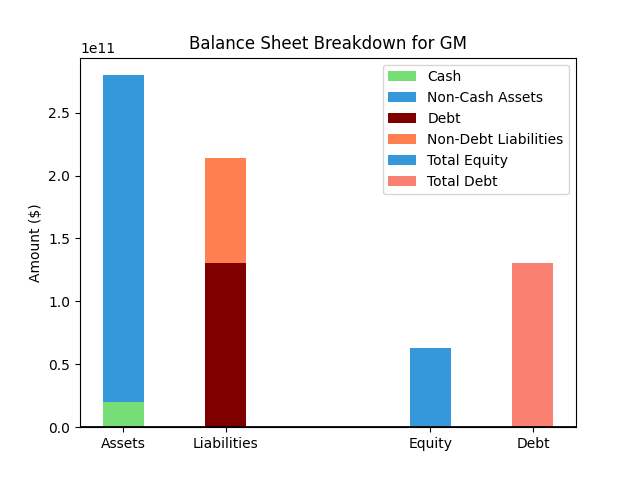 Balance Sheet Breakdown for GM
1e11
Cash
Non-Cash Assets
Debt
Non-Debt Liabilities
Total Equity
Total Debt
2.5
2.0
1.5
1.0
0.5
0.0
Amount ($)
Assets Liabilities Equity Debt